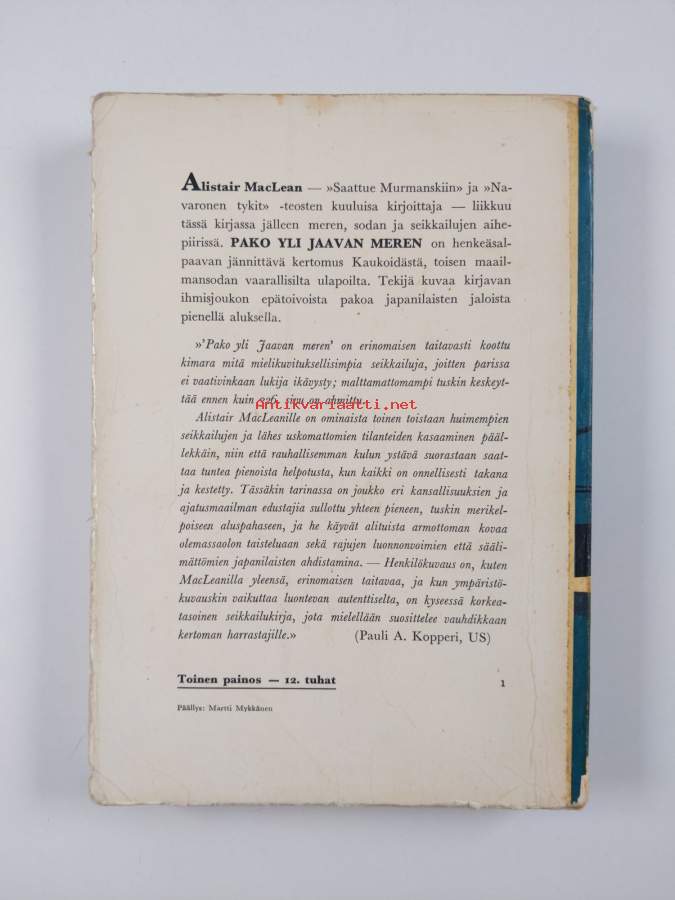 Alistair MacLean — »Saattue Murmanskiin» ja »Na-
varonen tykit» -teosten kuuluisa kirjoittaja — liikkuu
tässä kirjassa jälleen meren, sodan ja seikkailujen aihe-
piirissä. PAKO YLI JAAVAN MEREN on henkeäsal-
paavan jännittävä kertomus Kaukoidästä, toisen maail-
mansodan vaarallisilta ulapoilta. Tekijä kuvaa kirjavan
ihmisjoukon epätoivoista pakoa japanilaisten jaloista
pienellä aluksella.
»'Pako yli Jaavan meren' on erinomaisen taitavasti koottu
kimara mitä mielikuvituksellisimpia seikkailuja, joitten parissa
ei vaativinkaan lukija ikävysty; malttamattomampi tuskin keskeyt-
tää ennen kuin 326. sivu on ahmittu.
Antikvariaatti.net
Alistair MacLeanille on ominaista toinen toistaan huimempien
seikkailujen ja lähes uskomattomien tilanteiden kasaaminen pääl-
lekkäin, niin että rauhallisemman kulun ystävä suorastaan saat-
taa tuntea pienoista helpotusta, kun kaikki on onnellisesti takana
ja kestetty. Tässäkin tarinassa on joukko eri kansallisuuksien ja
ajatusmaailman edustajia sullottu yhteen pieneen, tuskin merikel-
poiseen aluspahaseen, ja he käyvät alituista armottoman kovaa
olemassaolon taisteluaan sekä rajujen luonnonvoimien että sääli-
mättömien japanilaisten ahdistamina. — Henkilökuvaus on, kuten
MacLeanilla yleensä, erinomaisen taitavaa, ja kun ympäristö-
kuvauskin vaikuttaa luontevan autenttiselta, on kyseessä korkea-
tasoinen seikkailukirja, jota mielellään suosittelee vauhdikkaan
kertoman harrastajille.» (Pauli A. Kopperi, US)
Toinen painos — 12. tuhat 1
Päällys: Martti Mykkänen